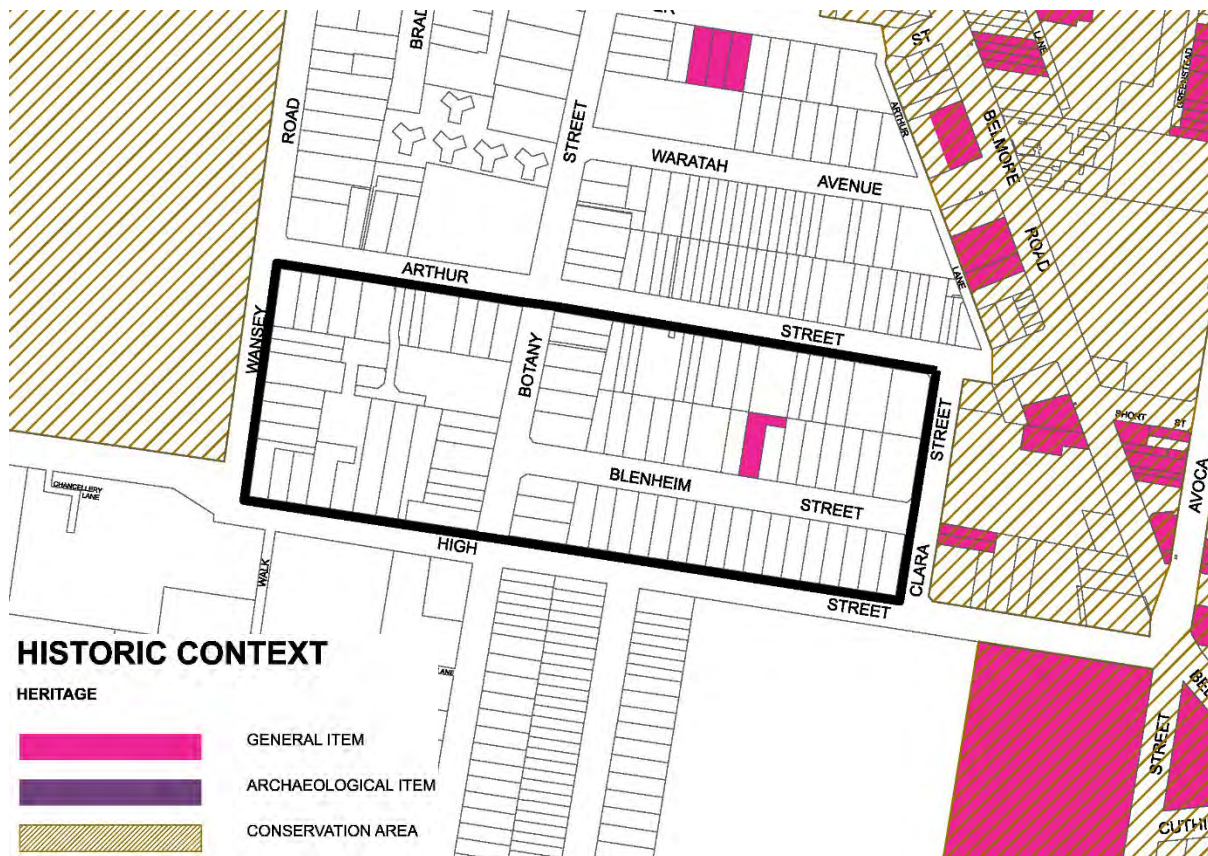 BRAD
ST
LANE
GREENSTEAD
ROAD
STREET
ARTHUR
BELMORE
WARATAH
AVENUE
ROAD
ARTHUR
LANE
STREET
WANSEY
BOTANY
STREET
SHORT ST
BLENHEIM
STREET
AVOCA
CHANCELLERY
LANE
HIGH
CLARA
WALK
STREET
HISTORIC CONTEXT
LANE
HERITAGE
BEL
GENERAL ITEM
STREET
ARCHAEOLOGICAL ITEM
CONSERVATION AREA
CUTHI